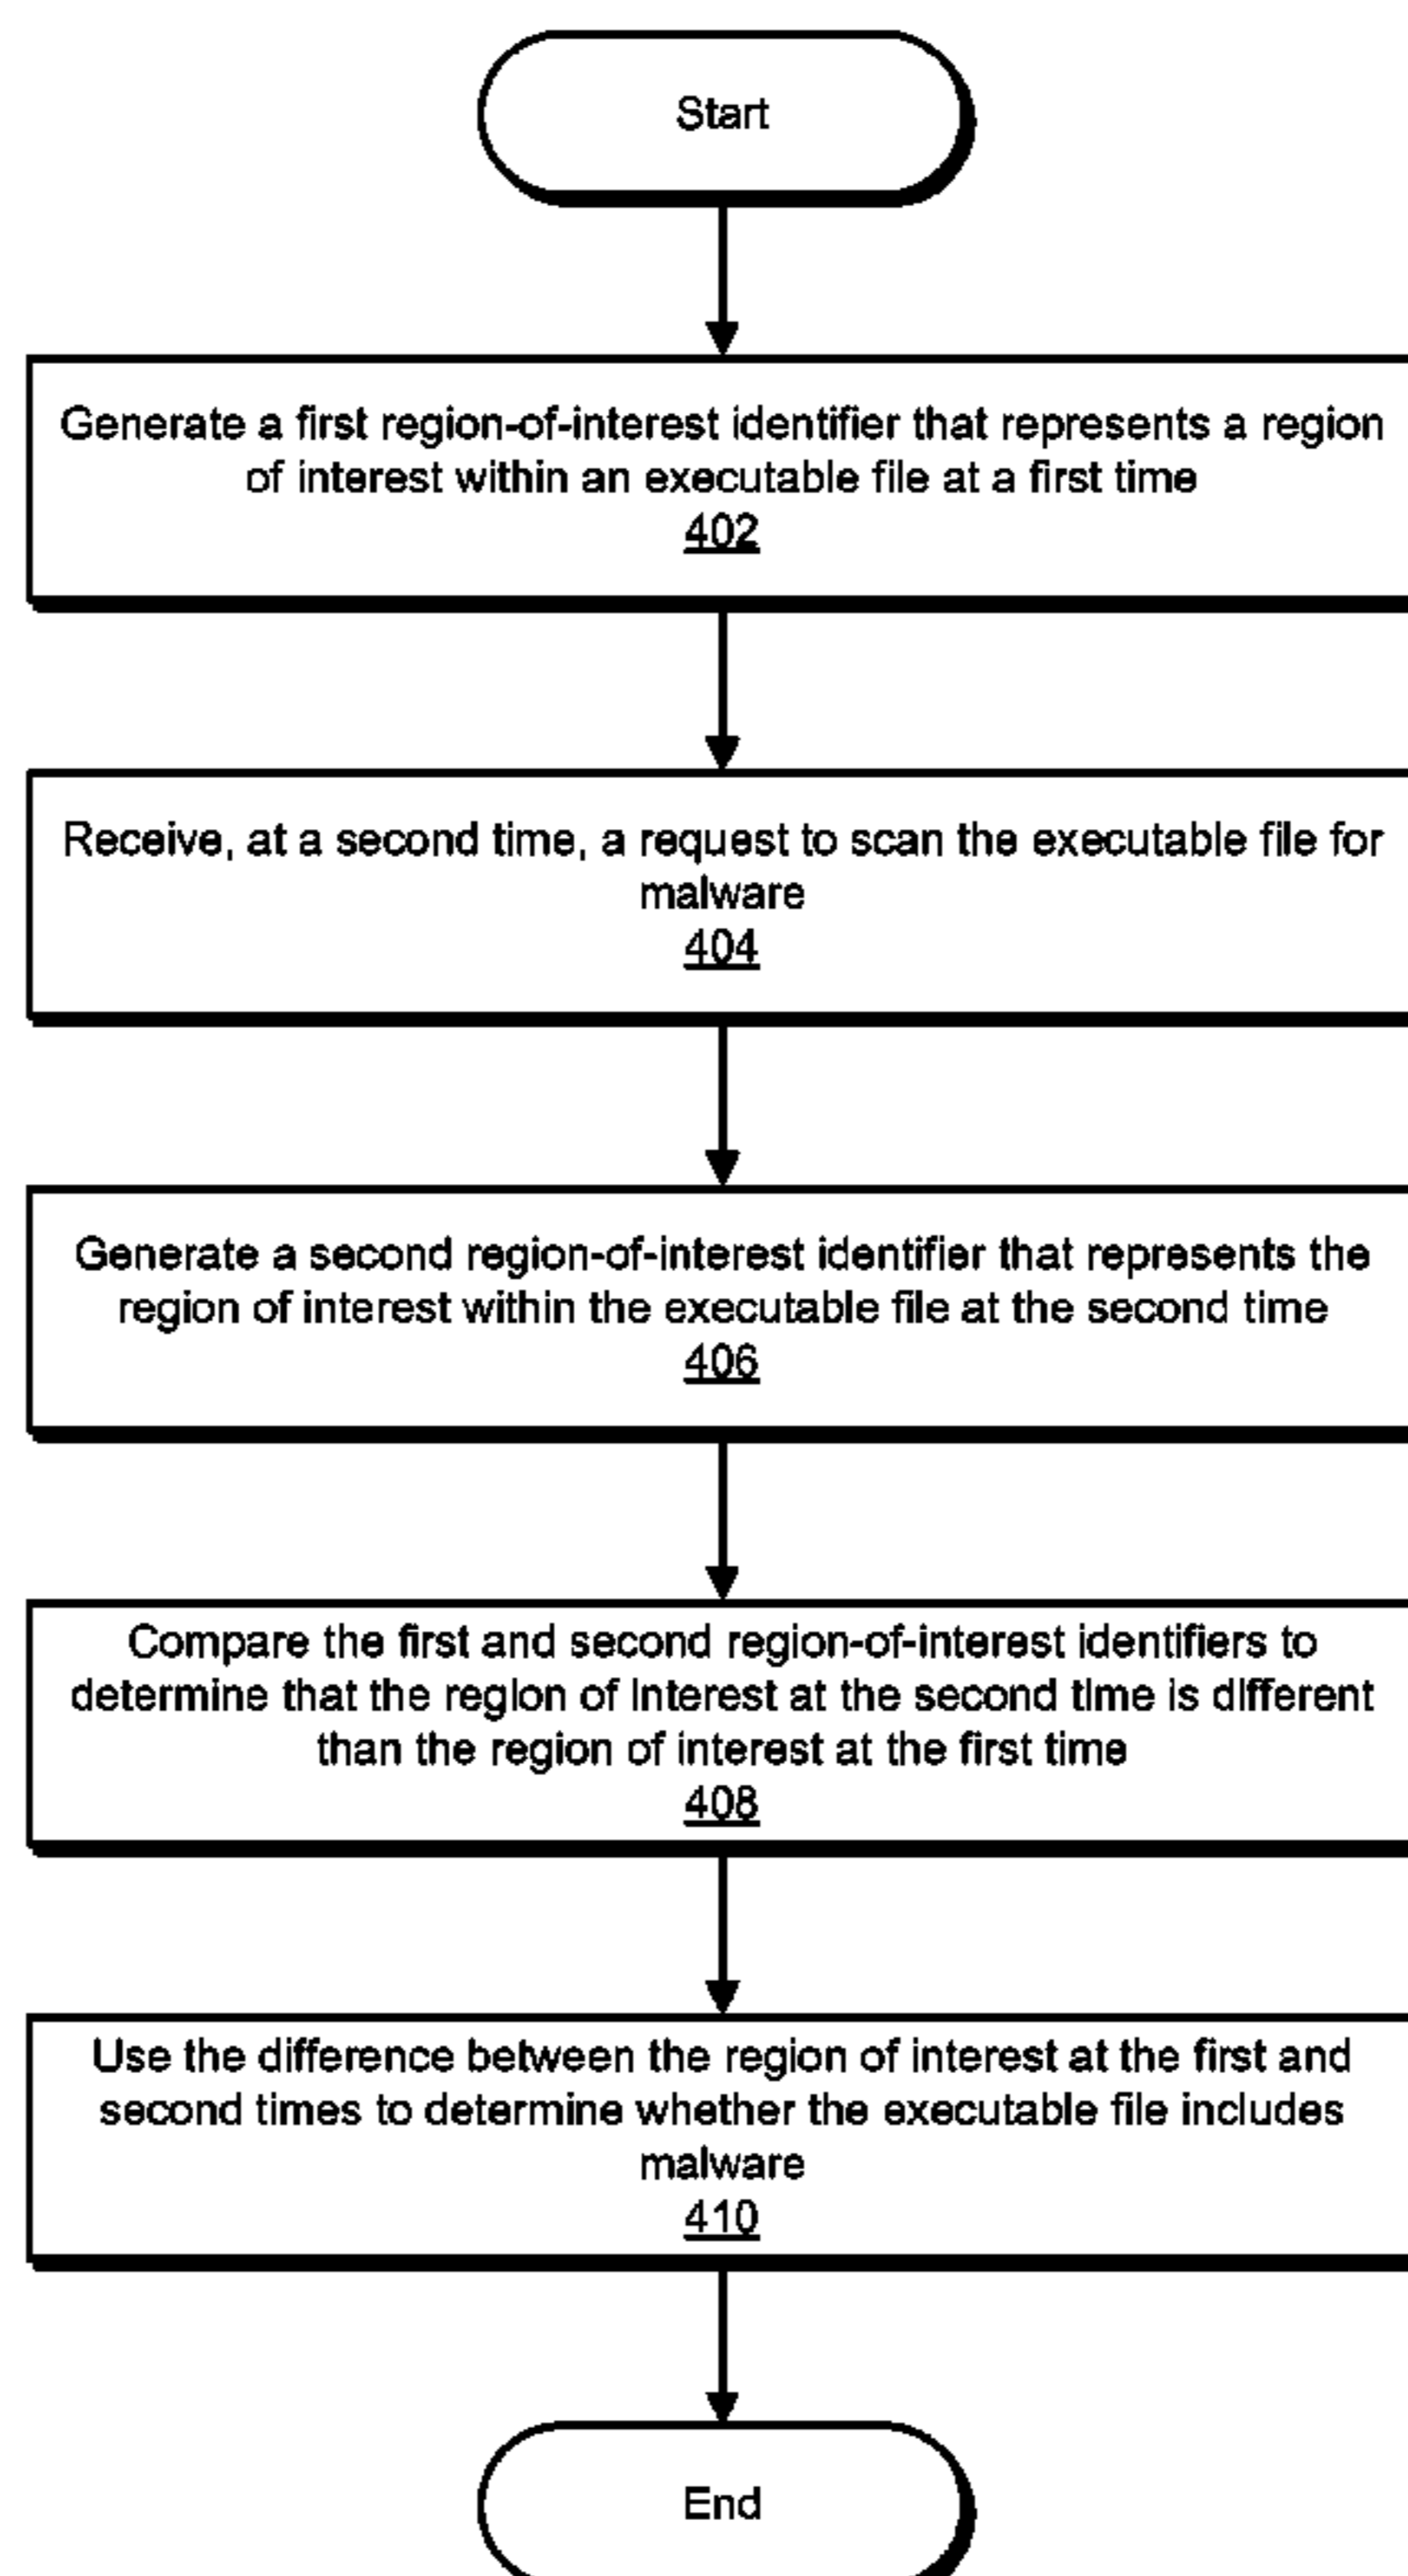 Start
Generate a first region-of-interest identifier that represents a region
of interest within an executable file at a first time
402
Receive, at a second time, a request to scan the executable file for
malware
404
Generate a second region-of-interest identifier that represents the
region of interest within the executable file at the second time
406
Compare the first and second region-of-interest identifiers to
determine that the region of interest at the second time is different
than the region of interest at the first time
408
Use the difference between the region of interest at the first and
second times to determine whether the executable file includes
malware
410
End